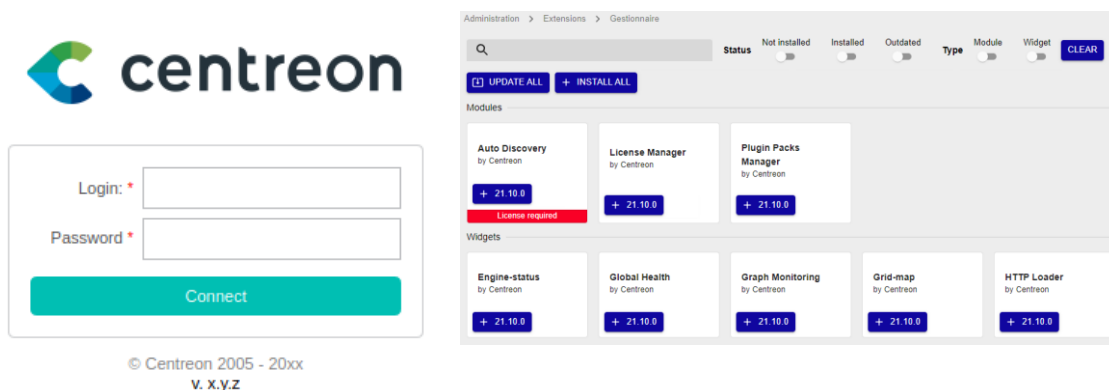 centreon
Login: *
Password *
Connect
© Centreon 2005 - 20xx
v. x.y.z
Administration > Extensions > Gestionnaire
Status Not installed Installed Outdated Type Module Widget CLEAR
UPDATE ALL + INSTALL ALL
Modules
Auto Discovery
by Centreon
+ 21.10.0
License required
License Manager
by Centreon
+ 21.10.0
Plugin Packs
Manager
by Centreon
+ 21.10.0
Widgets
Engine-status
by Centreon
+ 21.10.0
Global Health
by Centreon
+ 21.10.0
Graph Monitoring
by Centreon
+ 21.10.0
Grid-map
by Centreon
+ 21.10.0
HTTP Loader
by Centreon
+ 21.10.0